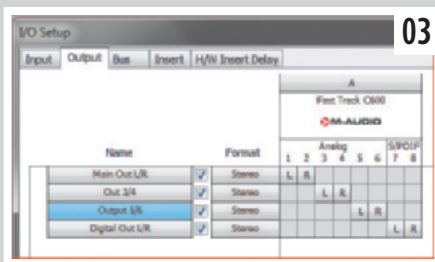 03
I/O Setup
Input Output Bus Insert H/W Insert Delay
A
Fast Track C600
M-AUDIO
Analog S/PDIF
Name Format 1 2 3 4 5 6 7 8
Main Out L/R Stereo L R
Out 3/4 Stereo L R
Output 5/6 Stereo L R
Digital Out L/R Stereo L R